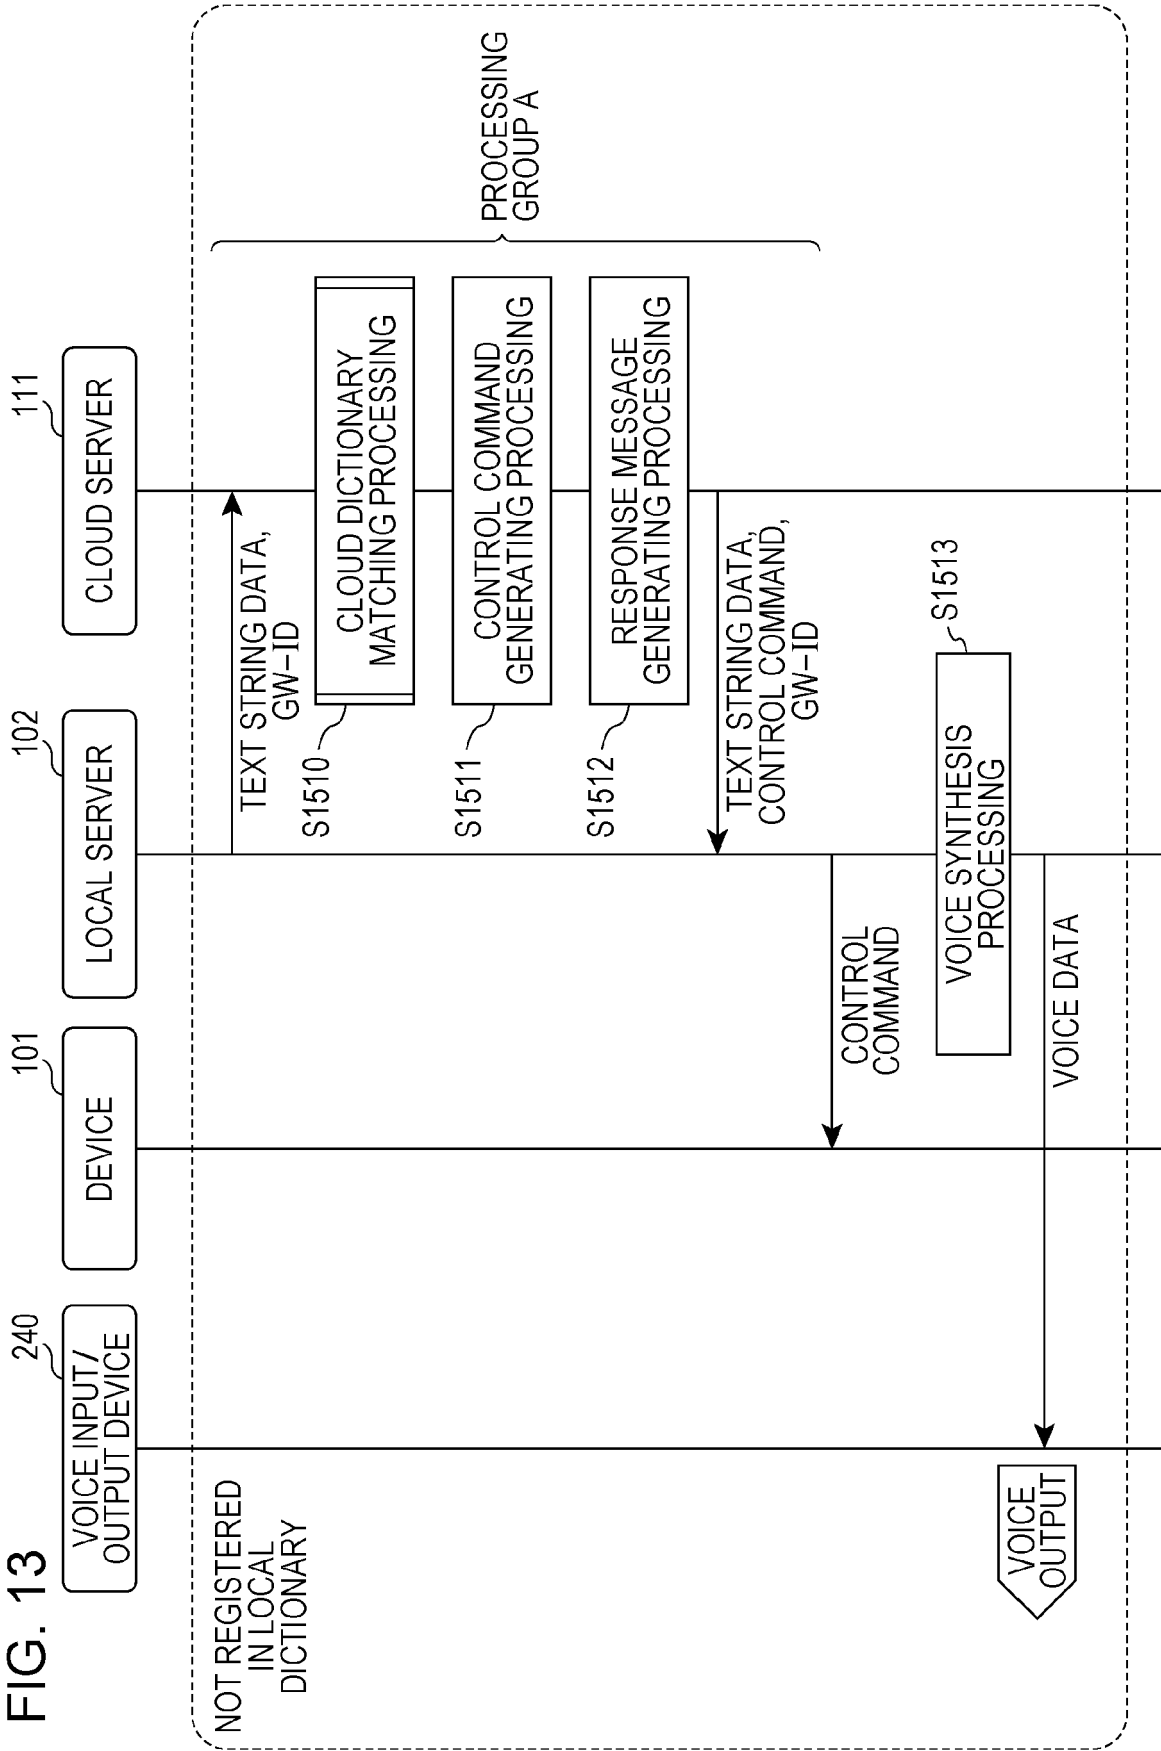 FIG. 13
240
VOICE INPUT/
OUTPUT DEVICE
101
DEVICE
102
LOCAL SERVER
111
CLOUD SERVER
NOT REGISTERED
IN LOCAL
DICTIONARY
TEXT STRING DATA,
GW-ID
PROCESSING
GROUP A
S1510
CLOUD DICTIONARY
MATCHING PROCESSING
S1511
CONTROL COMMAND
GENERATING PROCESSING
S1512
RESPONSE MESSAGE
GENERATING PROCESSING
TEXT STRING DATA,
CONTROL COMMAND,
GW-ID
CONTROL
COMMAND
VOICE SYNTHESIS
PROCESSING
S1513
VOICE DATA
VOICE
OUTPUT